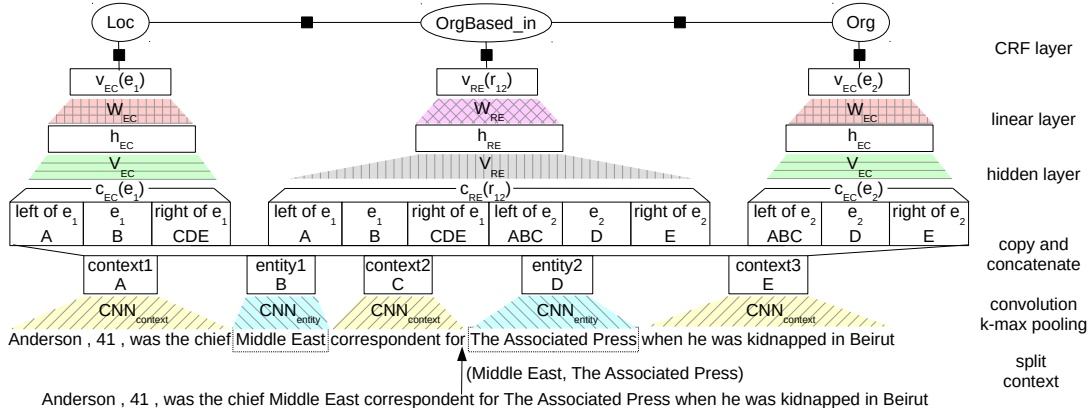 Loc OrgBased_in Org
CRF layer
v_EC(e_1) v_RE(r_12) v_EC(e_2)
W_EC W_RE W_EC
linear layer
h_EC h_RE h_EC
V_EC V_RE V_EC
hidden layer
c_EC(e_1) c_RE(r_12) c_EC(e_2)
left of e_1 e_1 right of e_1 left of e_1 e_1 right of e_1 left of e_2 e_2 right of e_2 left of e_2 e_2 right of e_2
A B CDE A B CDE ABC D E ABC D E
copy and
concatenate
context1 entity1 context2 entity2 context3
A B C D E
CNN_context CNN_entity CNN_context CNN_entity CNN_context
convolution
k-max pooling
Anderson , 41 , was the chief Middle East correspondent for The Associated Press when he was kidnapped in Beirut
split
context
(Middle East, The Associated Press)
Anderson , 41 , was the chief Middle East correspondent for The Associated Press when he was kidnapped in Beirut